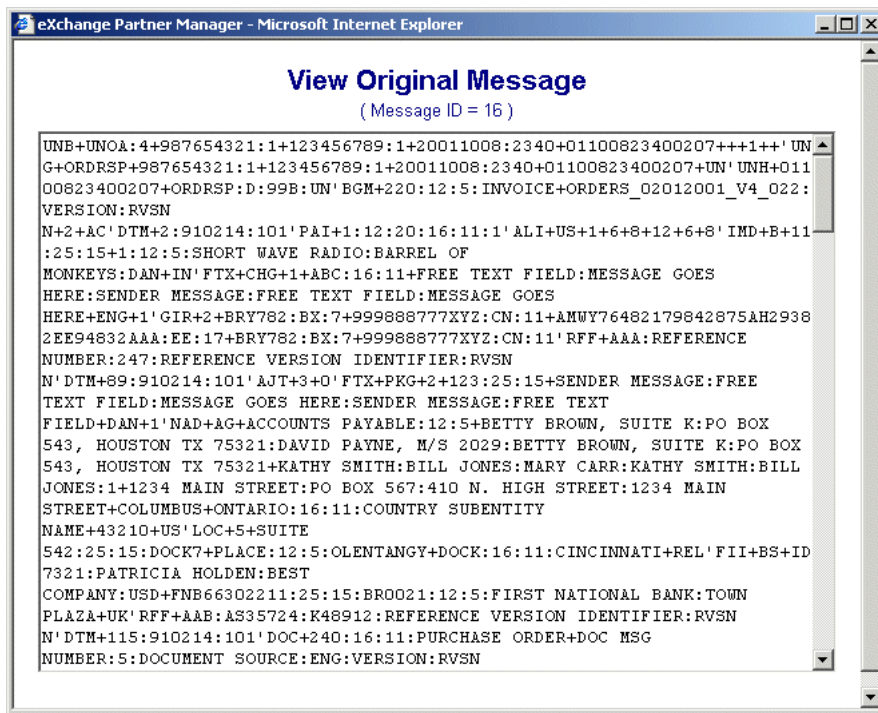 eXchange Partner Manager - Microsoft Internet Explorer
View Original Message
( Message ID = 16 )
UNB+UNOA:4+987654321:1+123456789:1+20011008:2340+01100823400207+++1++'UN
G+ORDRSP+987654321:1+123456789:1+20011008:2340+01100823400207+UN'UNH+011
00823400207+ORDRSP:D:99B:UN'BGM+220:12:5:INVOICE+ORDERS_02012001_V4_022:
VERSION:RVSN
N+2+AC'DTM+2:910214:101'PAI+1:12:20:16:11:1'ALI+US+1+6+8+12+6+8'IMD+B+11
:25:15+1:12:5:SHORT WAVE RADIO:BARREL OF
MONKEYS:DAN+IN'FTX+CHG+1+ABC:16:11+FREE TEXT FIELD:MESSAGE GOES
HERE:SENDER MESSAGE:FREE TEXT FIELD:MESSAGE GOES
HERE+ENG+1'GIR+2+BRY782:BX:7+999888777XYZ:CN:11+AMWY76482179842875AH2938
2EE94832AAA:EE:17+BRY782:BX:7+999888777XYZ:CN:11'RFF+AAA:REFERENCE
NUMBER:247:REFERENCE VERSION IDENTIFIER:RVSN
N'DTM+89:910214:101'AJT+3+0'FTX+PKG+2+123:25:15+SENDER MESSAGE:FREE
TEXT FIELD:MESSAGE GOES HERE:SENDER MESSAGE:FREE TEXT
FIELD+DAN+1'NAD+AG+ACCOUNTS PAYABLE:12:5+BETTY BROWN, SUITE K:PO BOX
543, HOUSTON TX 75321:DAVID PAYNE, M/S 2029:BETTY BROWN, SUITE K:PO BOX
543, HOUSTON TX 75321+KATHY SMITH:BILL JONES:MARY CARR:KATHY SMITH:BILL
JONES:1+1234 MAIN STREET:PO BOX 567:410 N. HIGH STREET:1234 MAIN
STREET+COLUMBUS+ONTARIO:16:11:COUNTRY SUBENTITY
NAME+43210+US'LOC+5+SUITE
542:25:15:DOCK7+PLACE:12:5:OLENTANGY+DOCK:16:11:CINCINNATI+REL'FII+BS+ID
7321:PATRICIA HOLDEN:BEST
COMPANY:USD+FNB66302211:25:15:BR0021:12:5:FIRST NATIONAL BANK:TOWN
PLAZA+UK'RFF+AAB:AS35724:K48912:REFERENCE VERSION IDENTIFIER:RVSN
N'DTM+115:910214:101'DOC+240:16:11:PURCHASE ORDER+DOC MSG
NUMBER:5:DOCUMENT SOURCE:ENG:VERSION:RVSN